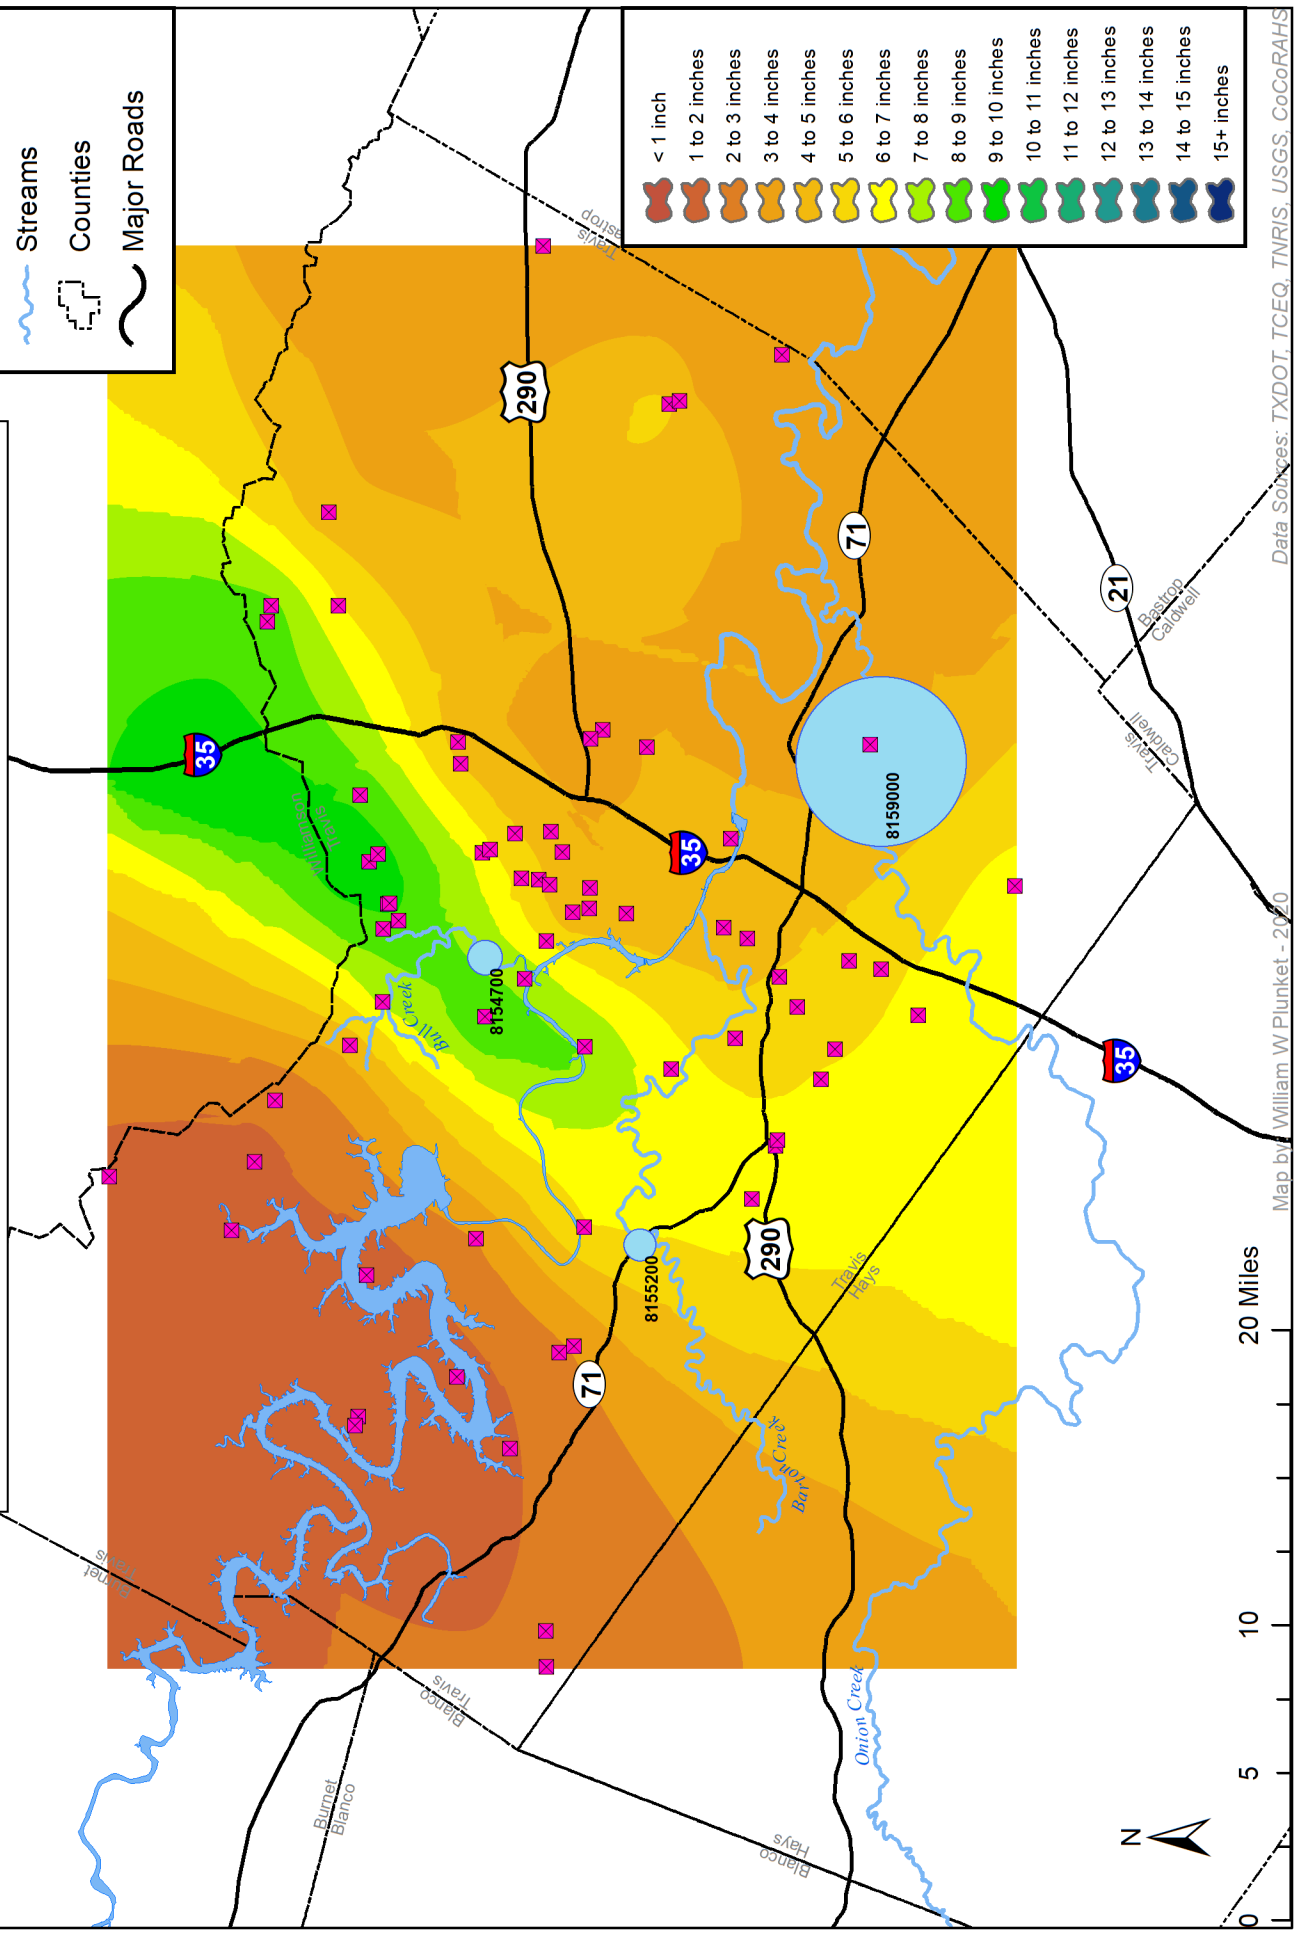 Streams
Counties
Major Roads
< 1 inch
1 to 2 inches
2 to 3 inches
3 to 4 inches
4 to 5 inches
5 to 6 inches
6 to 7 inches
7 to 8 inches
8 to 9 inches
9 to 10 inches
10 to 11 inches
11 to 12 inches
12 to 13 inches
13 to 14 inches
14 to 15 inches
15+ inches
Burnet
Travis
Burnet
Blanco
Blanco
Travis
Blanco
Hays
Williamson
Travis
Travis
Bastrop
Travis
Hays
Travis
Caldwell
Bastrop
Caldwell
35
35
35
290
290
71
71
21
Bull Creek
Barton Creek
Onion Creek
8154700
8155200
8159000
N
0
5
10
20 Miles
Map by: William W Plunket - 2020
Data Sources: TXDOT, TCEQ, TNRIS, USGS, CoCoRAHS